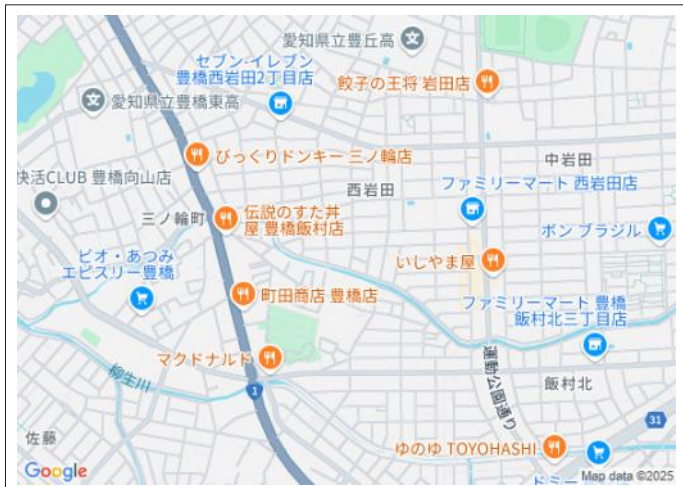 愛知県立豊丘高
セブン-イレブン
豊橋西岩田2丁目店
餃子の王将 岩田店
愛知県立豊橋東高
びっくりドンキー 三ノ輪店
中岩田
快活CLUB 豊橋向山店
西岩田
ファミリーマート 西岩田店
三ノ輪町
伝説のすた丼
屋 豊橋飯村店
ボン ブラジル
ビオ・あつみ
エピスリー豊橋
いしやま屋
町田商店 豊橋店
ファミリーマート 豊橋
飯村北三丁目店
マクドナルド
運動公園通り
柳生川
1
飯村北
31
佐藤
ゆのゆ TOYOHASHI
ドミー
Google
Map data ©2025